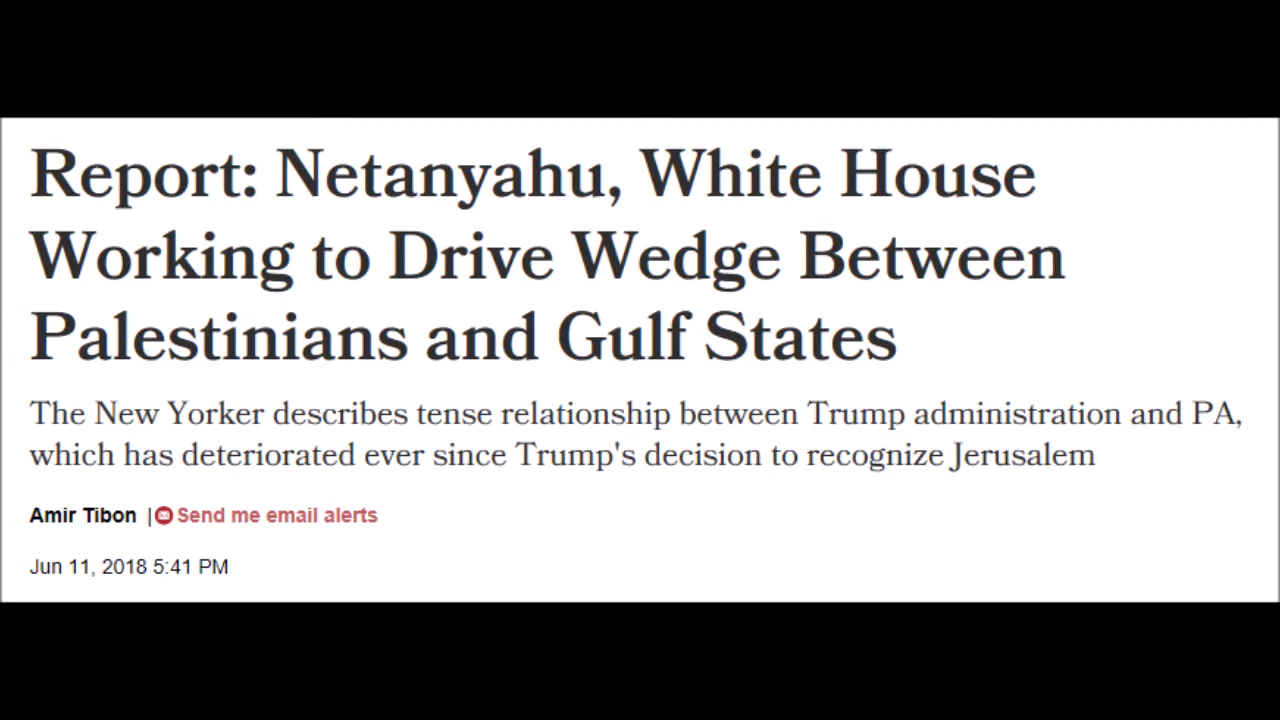 Report: Netanyahu, White House
Working to Drive Wedge Between
Palestinians and Gulf States
The New Yorker describes tense relationship between Trump administration and PA,
which has deteriorated ever since Trump's decision to recognize Jerusalem
Amir Tibon | Send me email alerts
Jun 11, 2018 5:41 PM